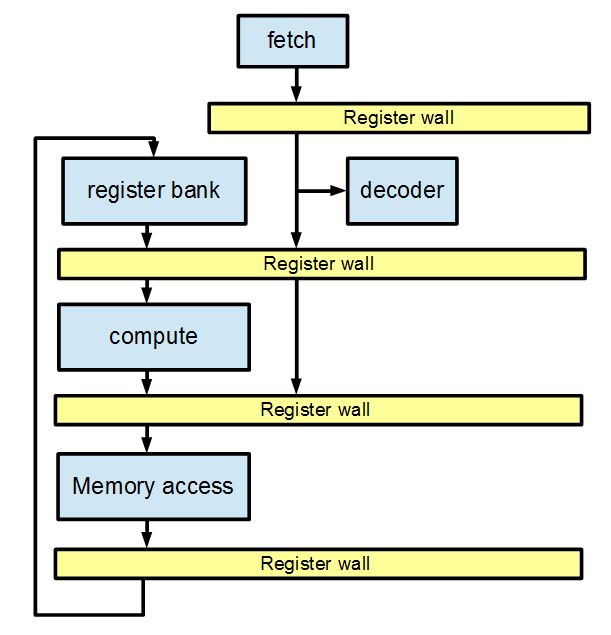 fetch
Register wall
register bank
decoder
Register wall
compute
Register wall
Memory access
Register wall